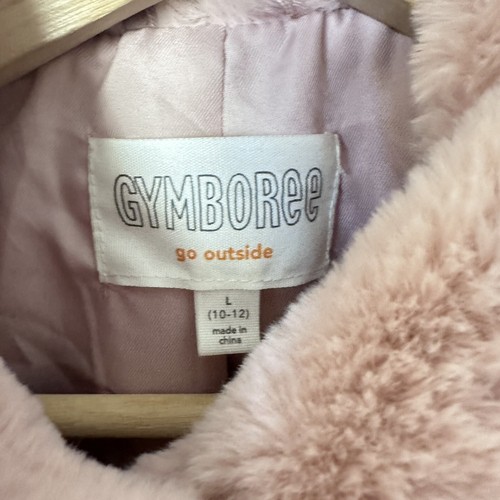 GYMBOREE
go outside
L
(10-12)
made in
china